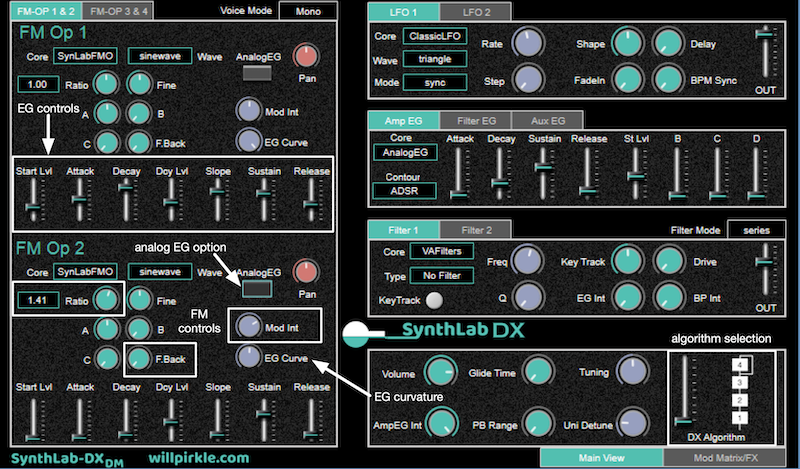 FM-OP 1 & 2
FM-OP 3 & 4
Voice Mode
Mono
FM Op 1
Core
SynLabFMO
sinewave
Wave
AnalogEG
Pan
1.00
Ratio
Fine
EG controls
A
B
Mod Int
C
F.Back
EG Curve
Start Lvl
Attack
Decay
Dcy Lvl
Slope
Sustain
Release
FM Op 2
analog EG option
Core
SynLabFMO
sinewave
Wave
AnalogEG
Pan
1.41
Ratio
Fine
FM
controls
A
B
Mod Int
C
F.Back
EG Curve
EG curvature
Start Lvl
Attack
Decay
Dcy Lvl
Slope
Sustain
Release
SynthLab-DX DM
willpirkle.com
LFO 1
LFO 2
Core
ClassicLFO
Rate
Shape
Delay
Wave
triangle
Mode
sync
Step
FadeIn
BPM Sync
OUT
Amp EG
Filter EG
Aux EG
Core
AnalogEG
Contour
ADSR
Attack
Decay
Sustain
Release
St Lvl
B
C
D
Filter 1
Filter 2
Filter Mode
series
Core
VAFilters
Freq
Key Track
Drive
Type
No Filter
KeyTrack
Q
EG Int
BP Int
OUT
SynthLab DX
algorithm selection
Volume
Glide Time
Tuning
AmpEG Int
PB Range
Uni Detune
4
3
2
1
DX Algorithm
Main View
Mod Matrix/FX